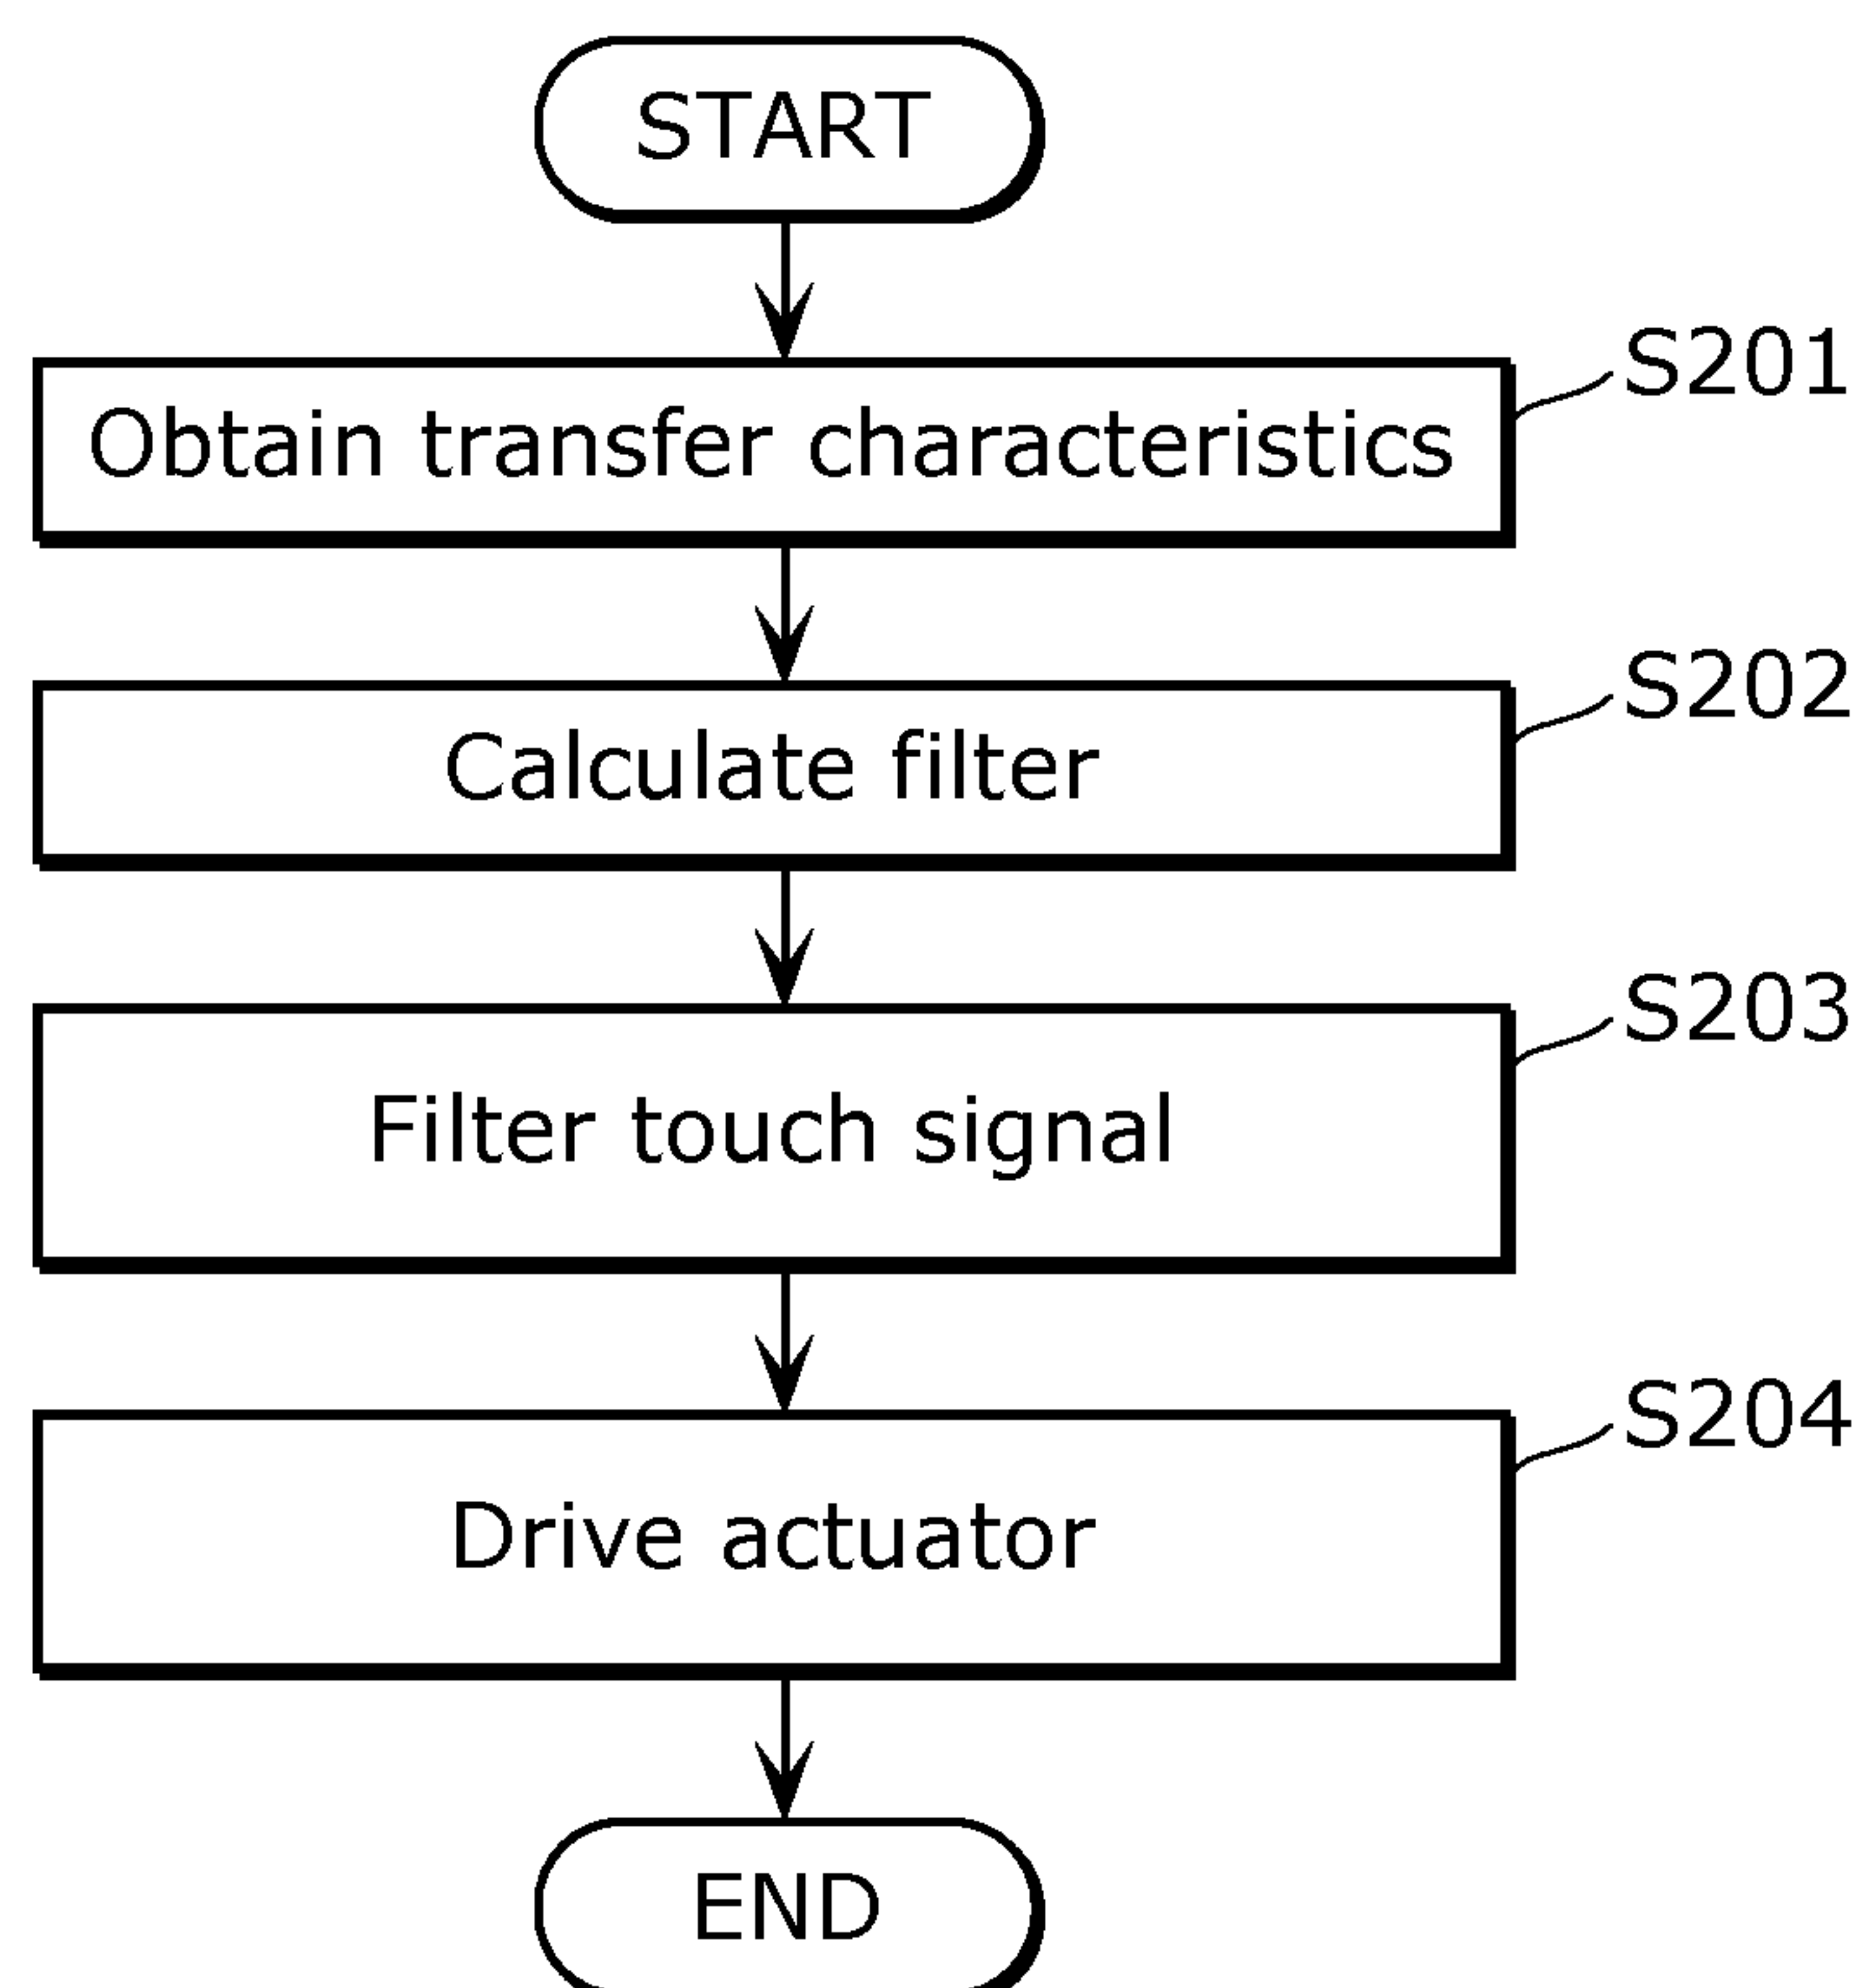 START
S201
Obtain transfer characteristics
S202
Calculate filter
S203
Filter touch signal
S204
Drive actuator
END